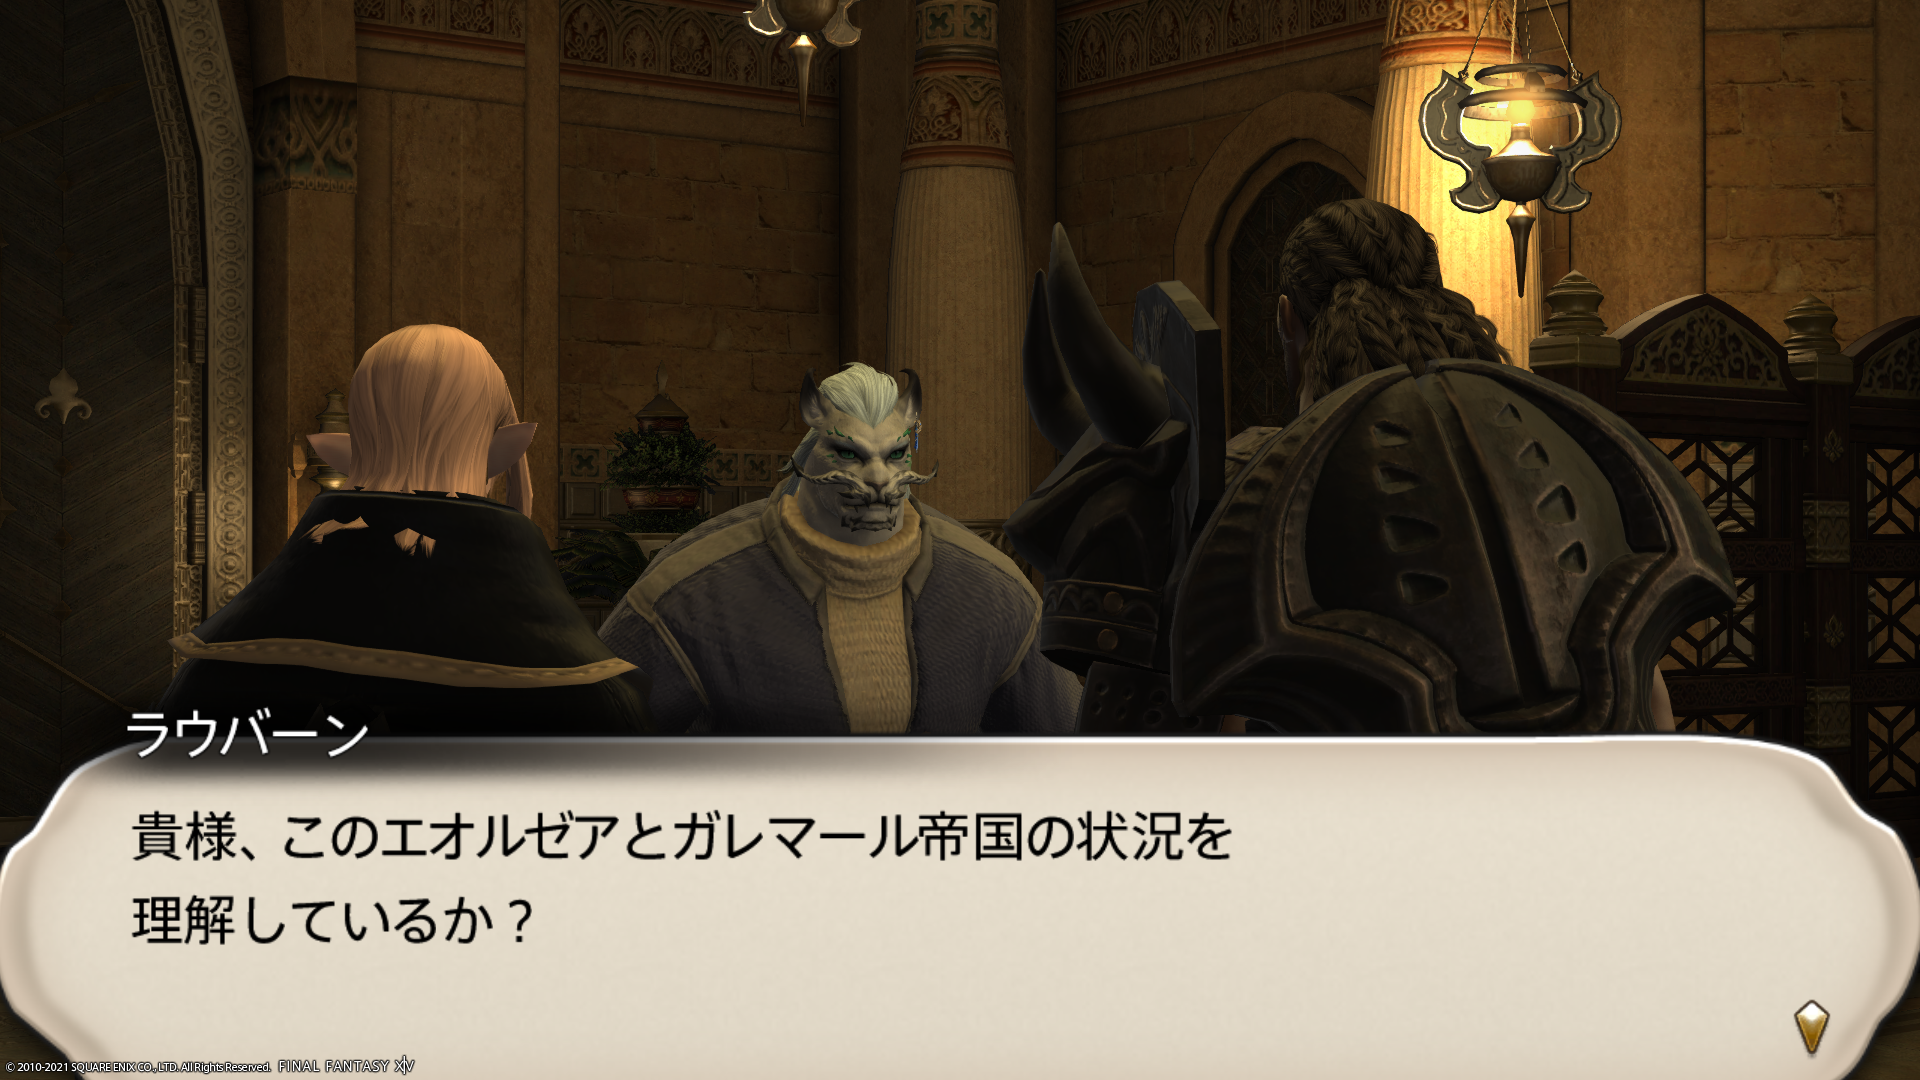 ラウバーン
貴様、このエオルゼアとガレマール帝国の状況を
理解しているか？
© 2010-2021 SQUARE ENIX CO., LTD. All Rights Reserved. FINAL FANTASY XIV